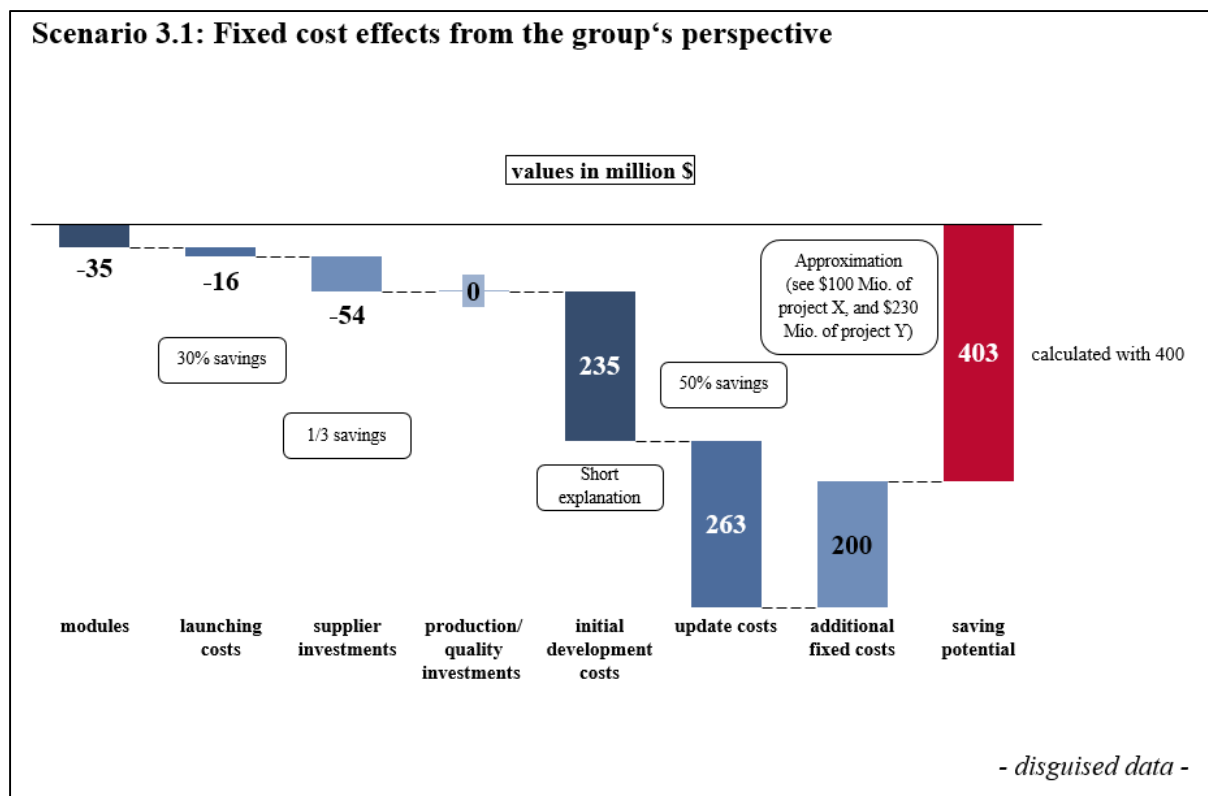 Scenario 3.1: Fixed cost effects from the group‘s perspective
values in million $
-35
-16
-54
0
235
263
200
403
30% savings
1/3 savings
Short
explanation
50% savings
Approximation
(see $100 Mio. of
project X, and $230
Mio. of project Y)
calculated with 400
modules
launching
costs
supplier
investments
production/
quality
investments
initial
development
costs
update costs
additional
fixed costs
saving
potential
- disguised data -